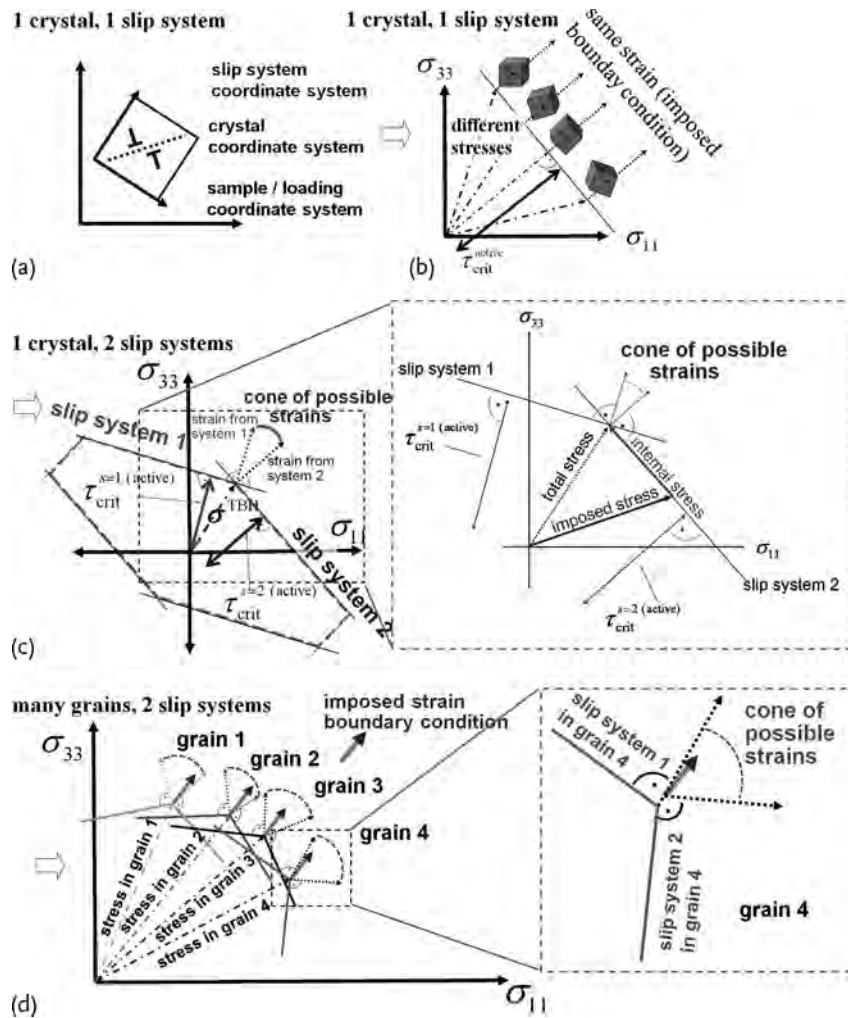 1 crystal, 1 slip system
slip system
coordinate system
crystal
coordinate system
sample / loading
coordinate system
(a)
1 crystal, 1 slip system
σ33
same strain (imposed
bounday condition)
different
stresses
σ11
τcrit active
(b)
1 crystal, 2 slip systems
σ33
cone of possible
strains
slip system 1
strain from
system 1
strain from
system 2
τcrit s=1 (active)
σTBH
σ11
slip system 2
τcrit s=2 (active)
(c)
σ33
cone of possible
strains
slip system 1
τcrit s=1 (active)
total stress
internal stress
imposed stress
σ11
slip system 2
τcrit s=2 (active)
many grains, 2 slip systems
imposed strain
boundary condition
σ33
grain 1
grain 2
grain 3
grain 4
stress in grain 1
stress in grain 2
stress in grain 3
stress in grain 4
σ11
(d)
slip system 1
in grain 4
cone of
possible
strains
slip system 2
in grain 4
grain 4